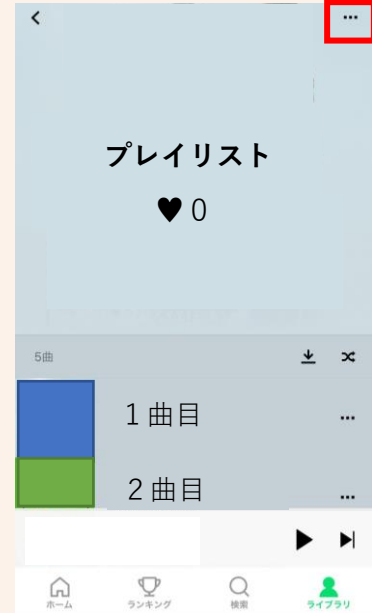 プレイリスト
♥ 0
5曲
1曲目
2曲目
ホーム ランキング 検索 ライブラリ